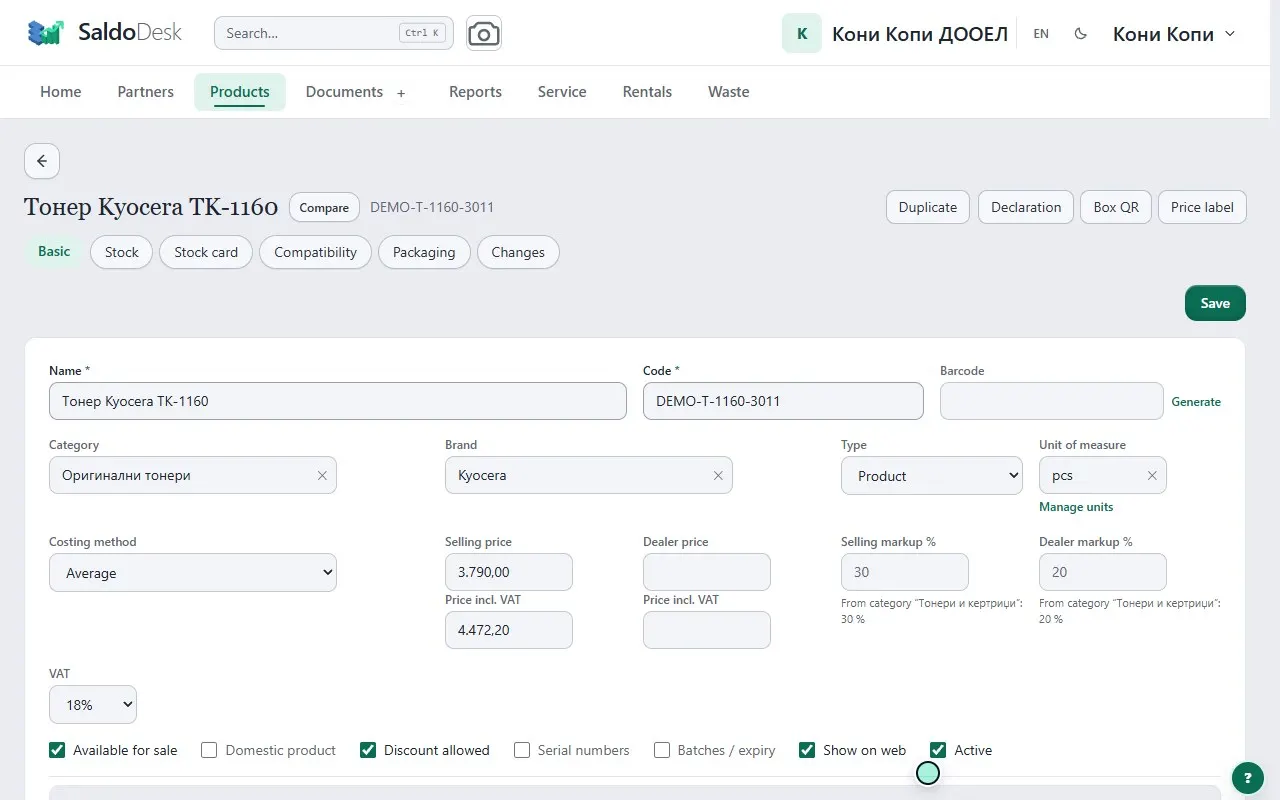 SaldoDesk
Search... Ctrl K
K Кони Копи ДООЕЛ EN Кони Копи
Home Partners Products Documents + Reports Service Rentals Waste
Тонер Kyocera TK-1160 Compare DEMO-T-1160-3011 Duplicate Declaration Box QR Price label
Basic Stock Stock card Compatibility Packaging Changes
Save
Name * Code * Barcode
Тонер Kyocera TK-1160 DEMO-T-1160-3011 Generate
Category Brand Type Unit of measure
Оригинални тонери Kyocera Product pcs
Manage units
Costing method Selling price Dealer price Selling markup % Dealer markup %
Average 3.790,00 30 20
Price incl. VAT Price incl. VAT From category "Тонери и кертриџи": From category "Тонери и кертриџи":
30 % 20 %
4.472,20
VAT
18%
Available for sale Domestic product Discount allowed Serial numbers Batches / expiry Show on web Active
?